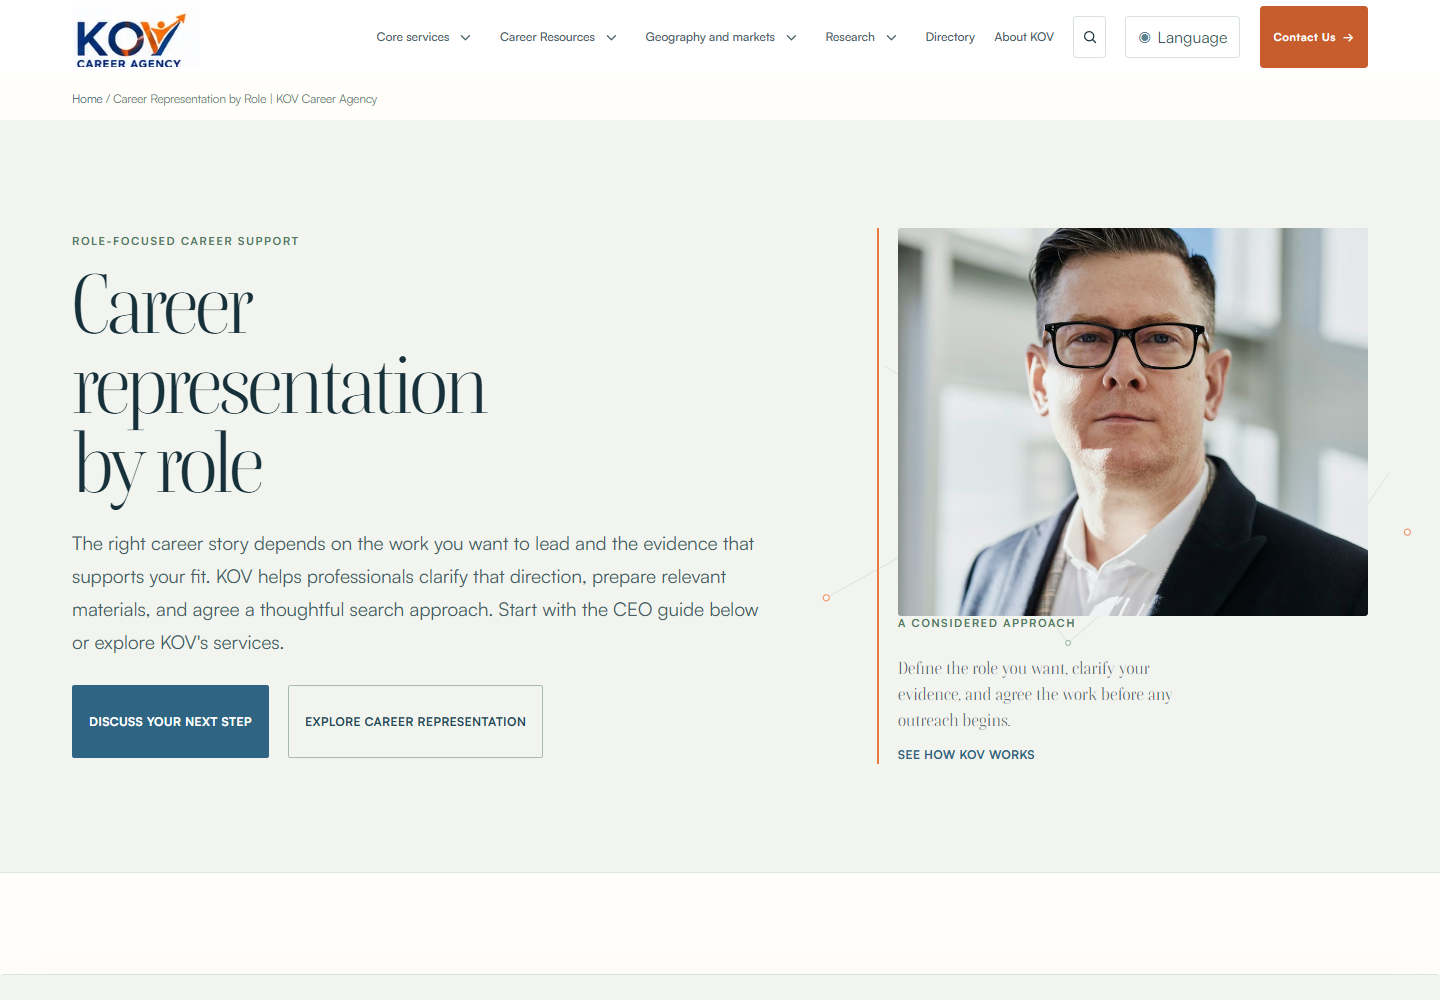 KOV
CAREER AGENCY
Core services
Career Resources
Geography and markets
Research
Directory
About KOV
Language
Contact Us →
Home / Career Representation by Role | KOV Career Agency
ROLE-FOCUSED CAREER SUPPORT
Career
representation
by role
The right career story depends on the work you want to lead and the evidence that
supports your fit. KOV helps professionals clarify that direction, prepare relevant
materials, and agree a thoughtful search approach. Start with the CEO guide below
or explore KOV's services.
DISCUSS YOUR NEXT STEP
EXPLORE CAREER REPRESENTATION
A CONSIDERED APPROACH
Define the role you want, clarify your
evidence, and agree the work before any
outreach begins.
SEE HOW KOV WORKS